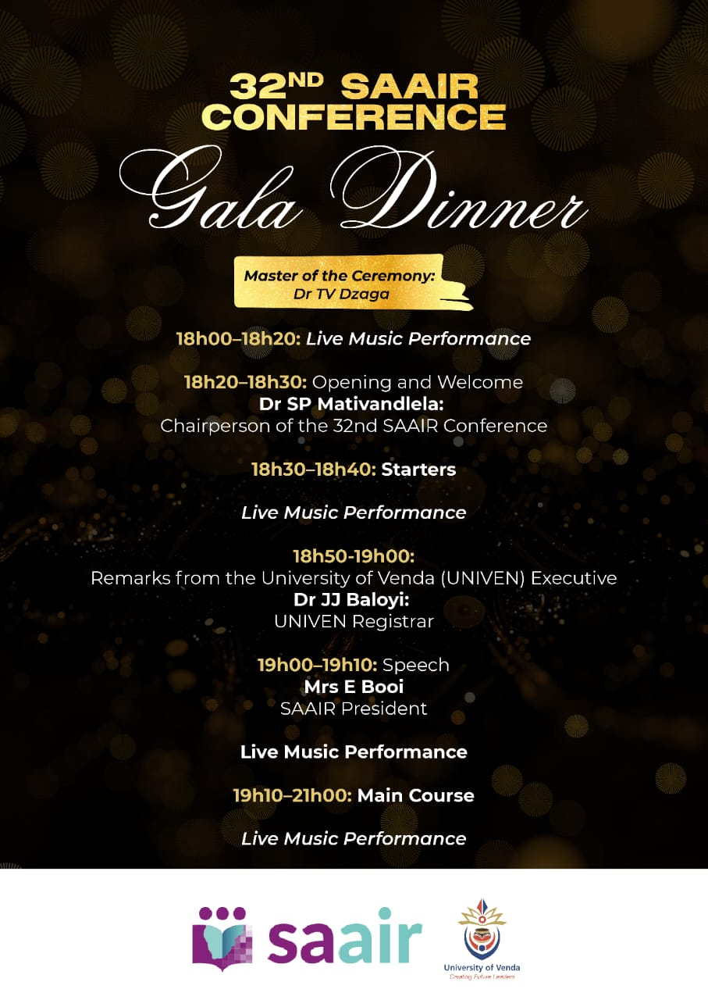 32ND SAAIR
CONFERENCE
Gala Dinner
Master of the Ceremony:
Dr TV Dzaga
18h00–18h20: Live Music Performance
18h20–18h30: Opening and Welcome
Dr SP Mativandlela:
Chairperson of the 32nd SAAIR Conference
18h30–18h40: Starters
Live Music Performance
18h50-19h00:
Remarks from the University of Venda (UNIVEN) Executive
Dr JJ Baloyi:
UNIVEN Registrar
19h00–19h10: Speech
Mrs E Booi
SAAIR President
Live Music Performance
19h10–21h00: Main Course
Live Music Performance
saair
University of Venda
Creating Future Leaders